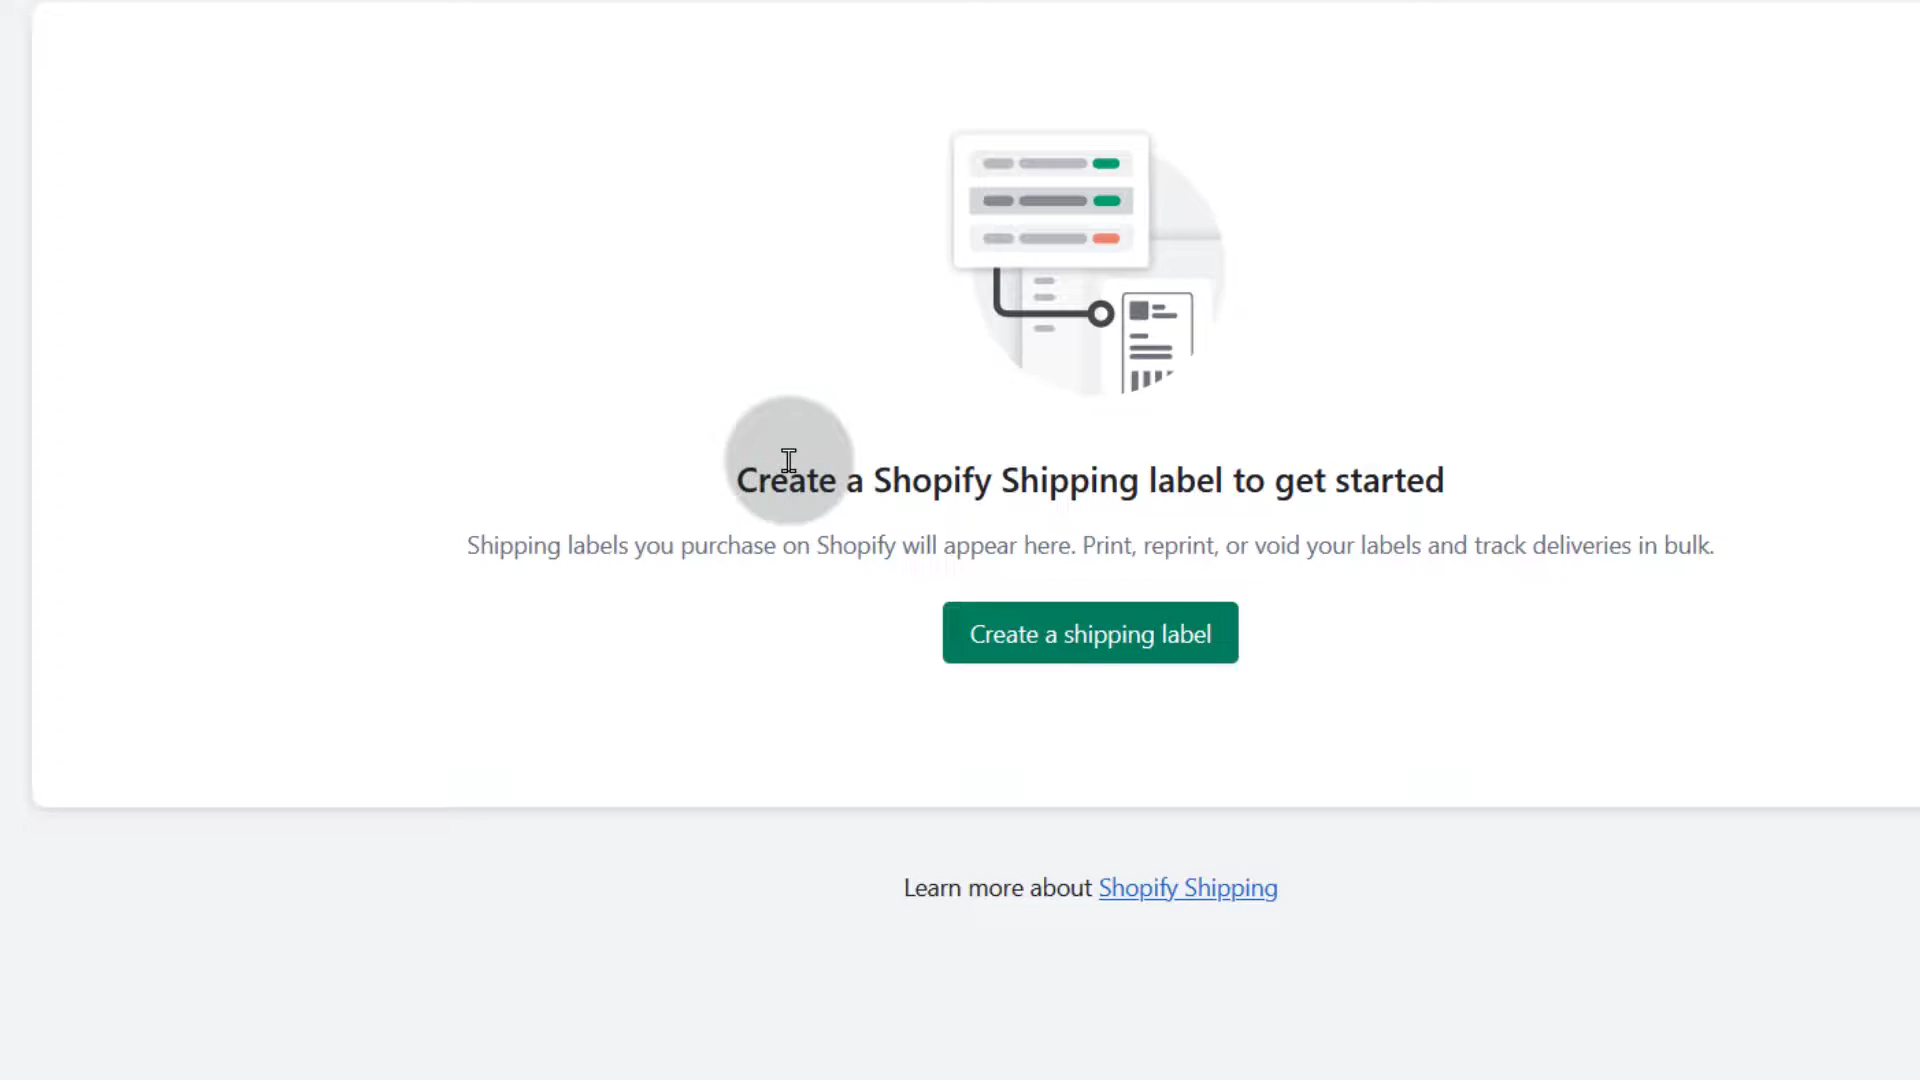 Create a Shopify Shipping label to get started
Shipping labels you purchase on Shopify will appear here. Print, reprint, or void your labels and track deliveries in bulk.
Create a shipping label
Learn more about Shopify Shipping